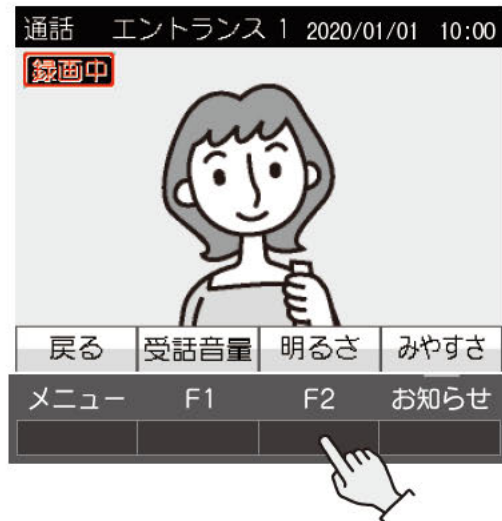 通話 エントランス 1 2020/01/01 10:00
録画中
戻る 受話音量 明るさ みやすさ
メニュー F1 F2 お知らせ